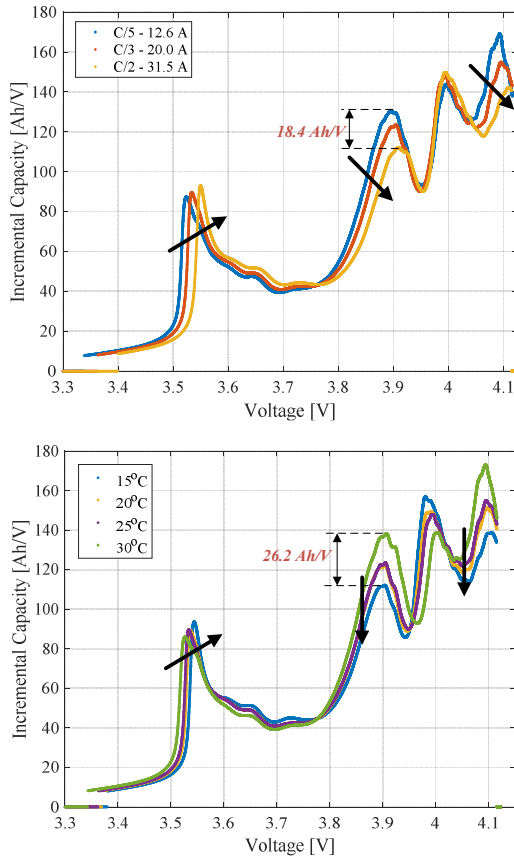 180
160
140
120
100
80
60
40
20
0
Incremental Capacity [Ah/V]
C/5 - 12.6 A
C/3 - 20.0 A
C/2 - 31.5 A
18.4 Ah/V
3.3 3.4 3.5 3.6 3.7 3.8 3.9 4 4.1
Voltage [V]
180
160
140
120
100
80
60
40
20
0
Incremental Capacity [Ah/V]
15°C
20°C
25°C
30°C
26.2 Ah/V
3.3 3.4 3.5 3.6 3.7 3.8 3.9 4 4.1
Voltage [V]